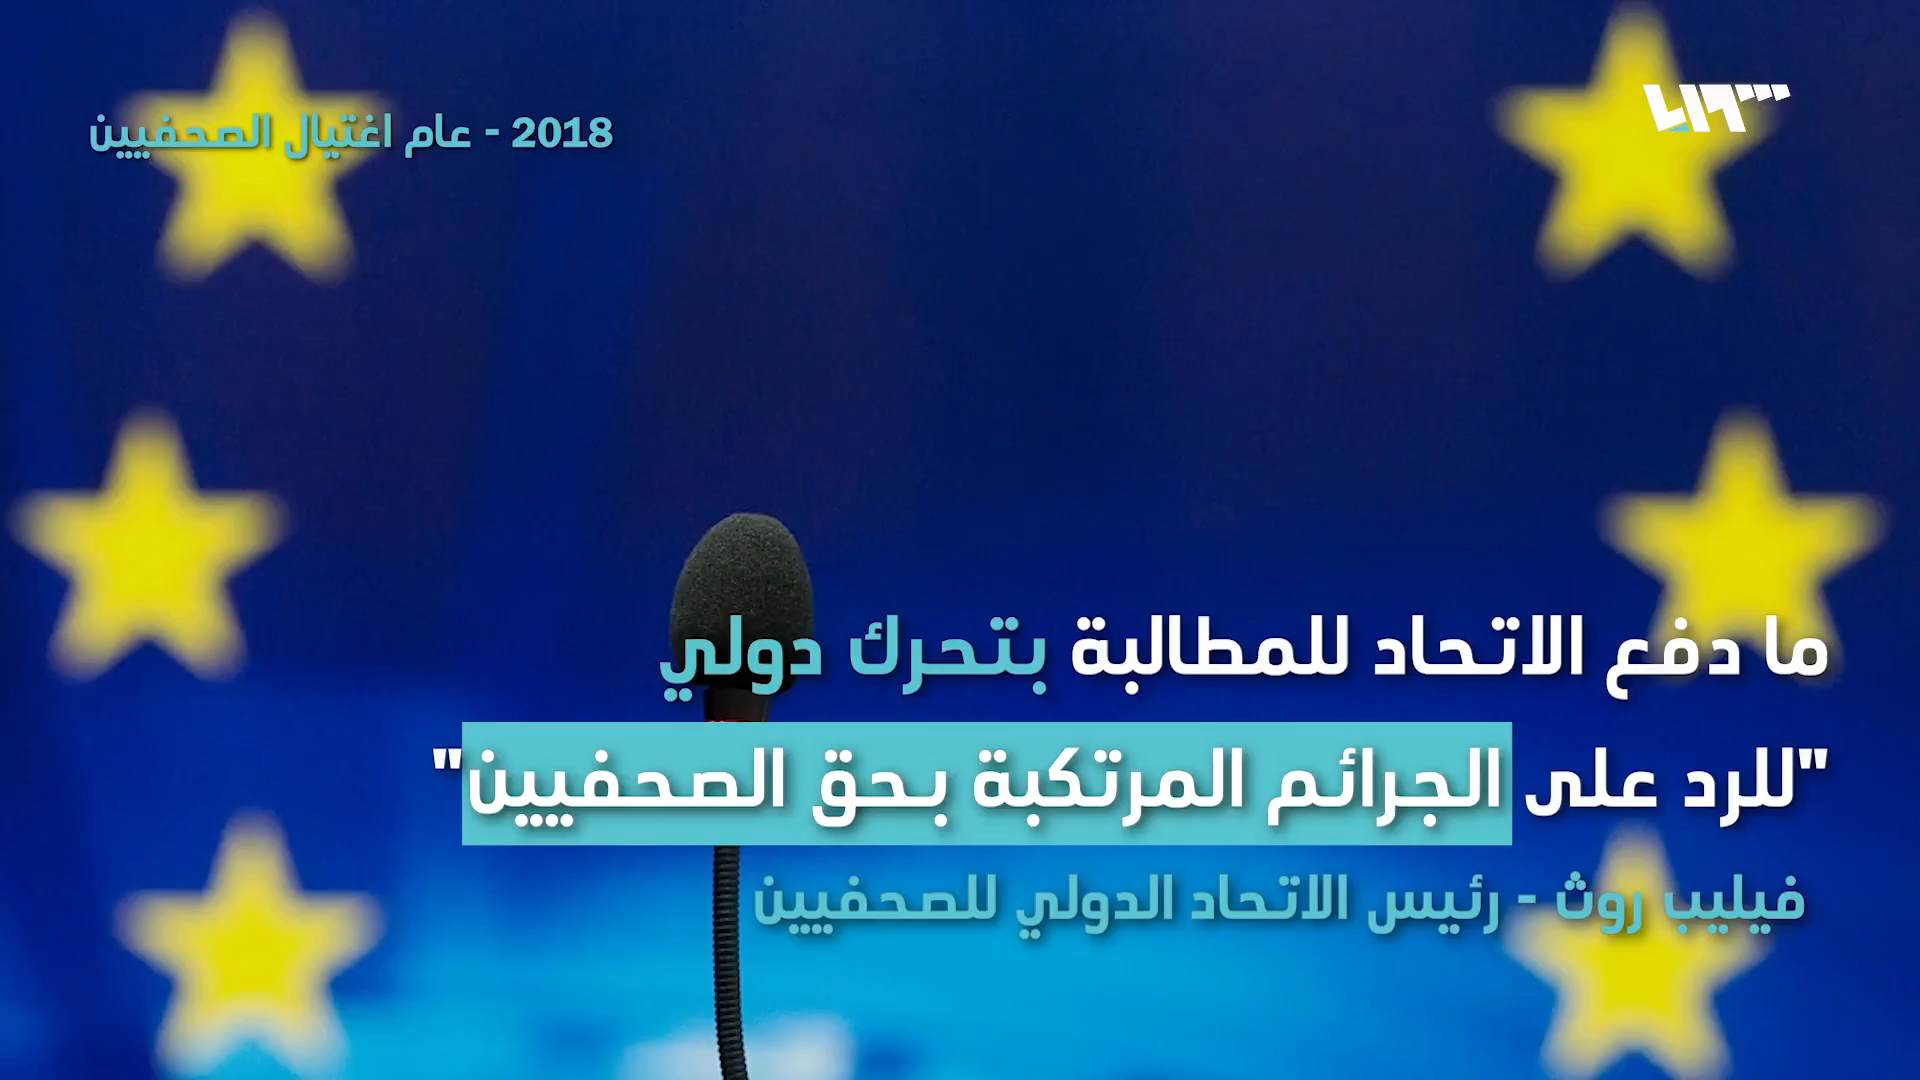 2018 - عام اغتيال الصحفيين
ما دفع الاتحاد للمطالبة بتحرك دولي
"للرد على الجرائم المرتكبة بحق الصحفيين"
فيليب روث - رئيس الاتحاد الدولي للصحفيين